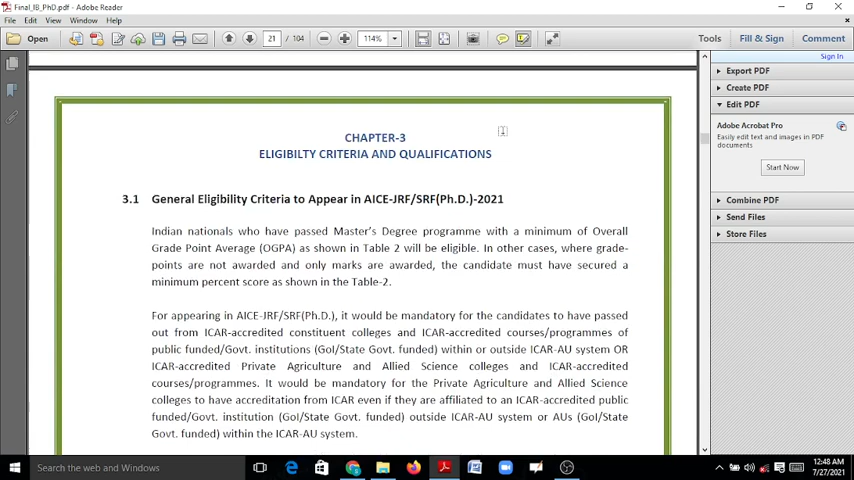 Final_IB_PhD.pdf - Adobe Reader
File Edit View Window Help
Open 21 / 104 114% Tools Fill & Sign Comment
Sign In
Export PDF
Create PDF
Edit PDF
Adobe Acrobat Pro
Easily edit text and images in PDF
documents
Start Now
Combine PDF
Send Files
Store Files
CHAPTER-3
ELIGIBILTY CRITERIA AND QUALIFICATIONS
3.1 General Eligibility Criteria to Appear in AICE-JRF/SRF(Ph.D.)-2021
Indian nationals who have passed Master's Degree programme with a minimum of Overall
Grade Point Average (OGPA) as shown in Table 2 will be eligible. In other cases, where grade-
points are not awarded and only marks are awarded, the candidate must have secured a
minimum percent score as shown in the Table-2.
For appearing in AICE-JRF/SRF(Ph.D.), it would be mandatory for the candidates to have passed
out from ICAR-accredited constituent colleges and ICAR-accredited courses/programmes of
public funded/Govt. institutions (GoI/State Govt. funded) within or outside ICAR-AU system OR
ICAR-accredited Private Agriculture and Allied Science colleges and ICAR-accredited
courses/programmes. It would be mandatory for the Private Agriculture and Allied Science
colleges to have accreditation from ICAR even if they are affiliated to an ICAR-accredited public
funded/Govt. institution (GoI/State Govt. funded) outside ICAR-AU system or AUs (GoI/State
Govt. funded) within the ICAR-AU system.
Search the web and Windows
12:48 AM
7/27/2021